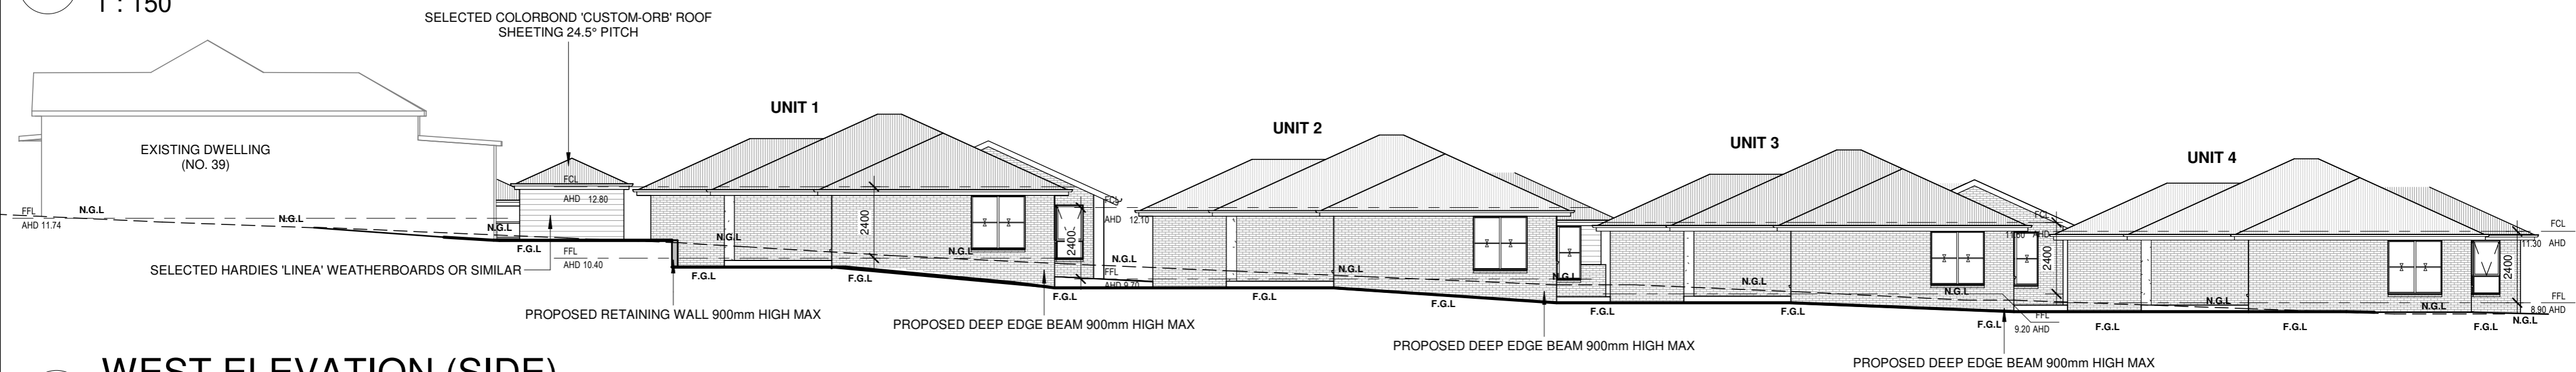 1 : 150
SELECTED COLORBOND 'CUSTOM-ORB' ROOF
SHEETING 24.5° PITCH
UNIT 1
UNIT 2
UNIT 3
UNIT 4
EXISTING DWELLING
(NO. 39)
FFL
AHD 11.74
N.G.L
N.G.L
N.G.L
FCL
AHD 12.80
F.G.L
FFL
AHD 10.40
SELECTED HARDIES 'LINEA' WEATHERBOARDS OR SIMILAR
N.G.L
F.G.L
2400
F.G.L
N.G.L
2400
FCL
AHD 12.10
N.G.L
FFL
AHD 9.70
F.G.L
F.G.L
N.G.L
F.G.L
N.G.L
F.G.L
N.G.L
F.G.L
N.G.L
FCL
11.60 AHD
2400
F.G.L
FFL
9.20 AHD
F.G.L
N.G.L
F.G.L
N.G.L
F.G.L
2400
FCL
11.30 AHD
FFL
8.90 AHD
N.G.L
PROPOSED RETAINING WALL 900mm HIGH MAX
PROPOSED DEEP EDGE BEAM 900mm HIGH MAX
PROPOSED DEEP EDGE BEAM 900mm HIGH MAX
PROPOSED DEEP EDGE BEAM 900mm HIGH MAX
WEST ELEVATION (SIDE)